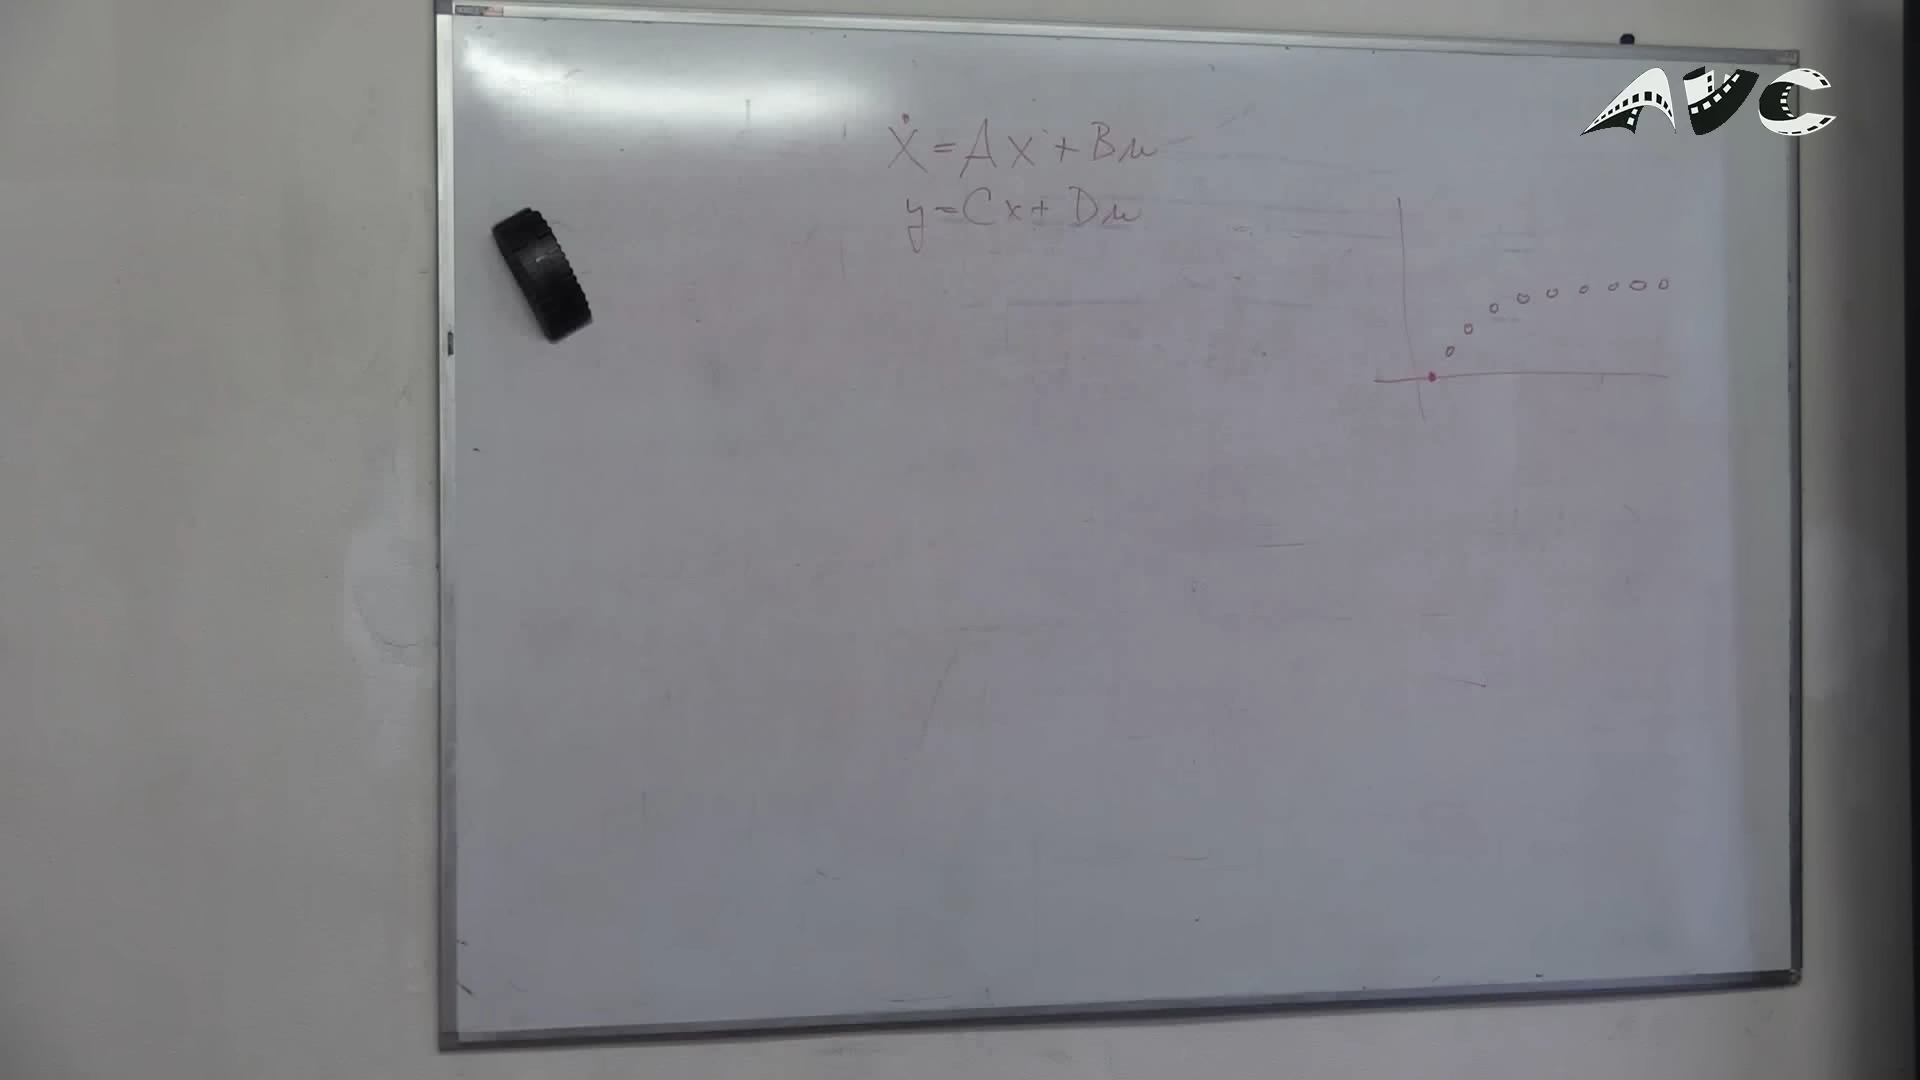 AVC
Ẋ = AX + Bu
y = Cx + Du